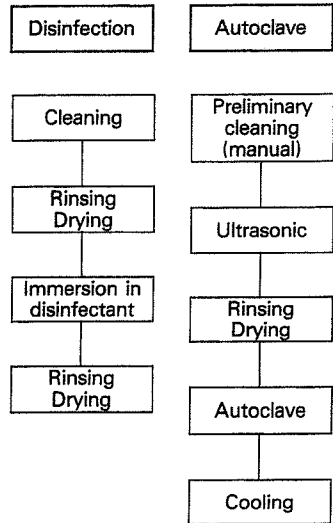 Disinfection
Cleaning
Rinsing
Drying
Immersion in
disinfectant
Rinsing
Drying
Autoclave
Preliminary
cleaning
(manual)
Ultrasonic
Rinsing
Drying
Autoclave
Cooling